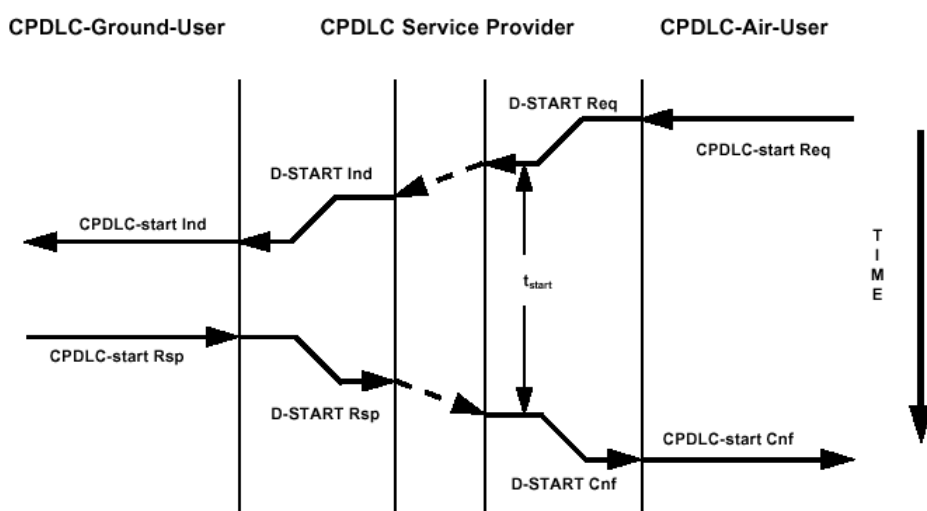 CPDLC-Ground-User
CPDLC Service Provider
CPDLC-Air-User
D-START Req
CPDLC-start Req
D-START Ind
CPDLC-start Ind
T
I
M
E
tstart
CPDLC-start Rsp
D-START Rsp
CPDLC-start Cnf
D-START Cnf